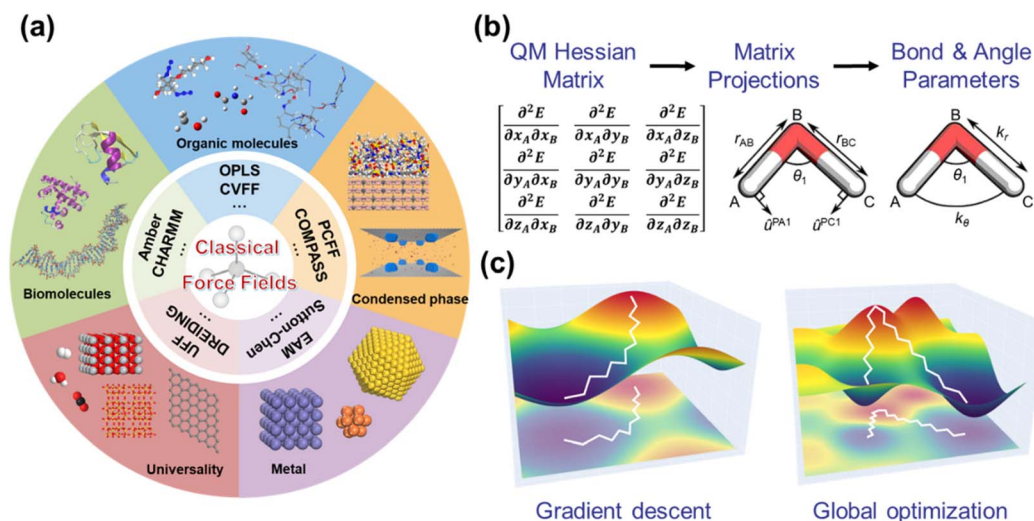 (a)
Organic molecules
OPLS
CVFF
...
PCFF
COMPASS
...
Condensed phase
EAM
Sutton-Chen
...
Metal
UFF
DREIDING
...
Universality
Amber
CHARMM
...
Biomolecules
Classical
Force Fields
(b)
QM Hessian
Matrix
Matrix
Projections
Bond & Angle
Parameters
∂²E ∂²E ∂²E
∂x_A∂x_B ∂x_A∂y_B ∂x_A∂z_B
∂²E ∂²E ∂²E
∂y_A∂x_B ∂y_A∂y_B ∂y_A∂z_B
∂²E ∂²E ∂²E
∂z_A∂x_B ∂z_A∂y_B ∂z_A∂z_B
B
r_AB r_BC
θ₁
A C
û^PA1 û^PC1
B
k_r
θ₁
A C
k_θ
(c)
Gradient descent
Global optimization